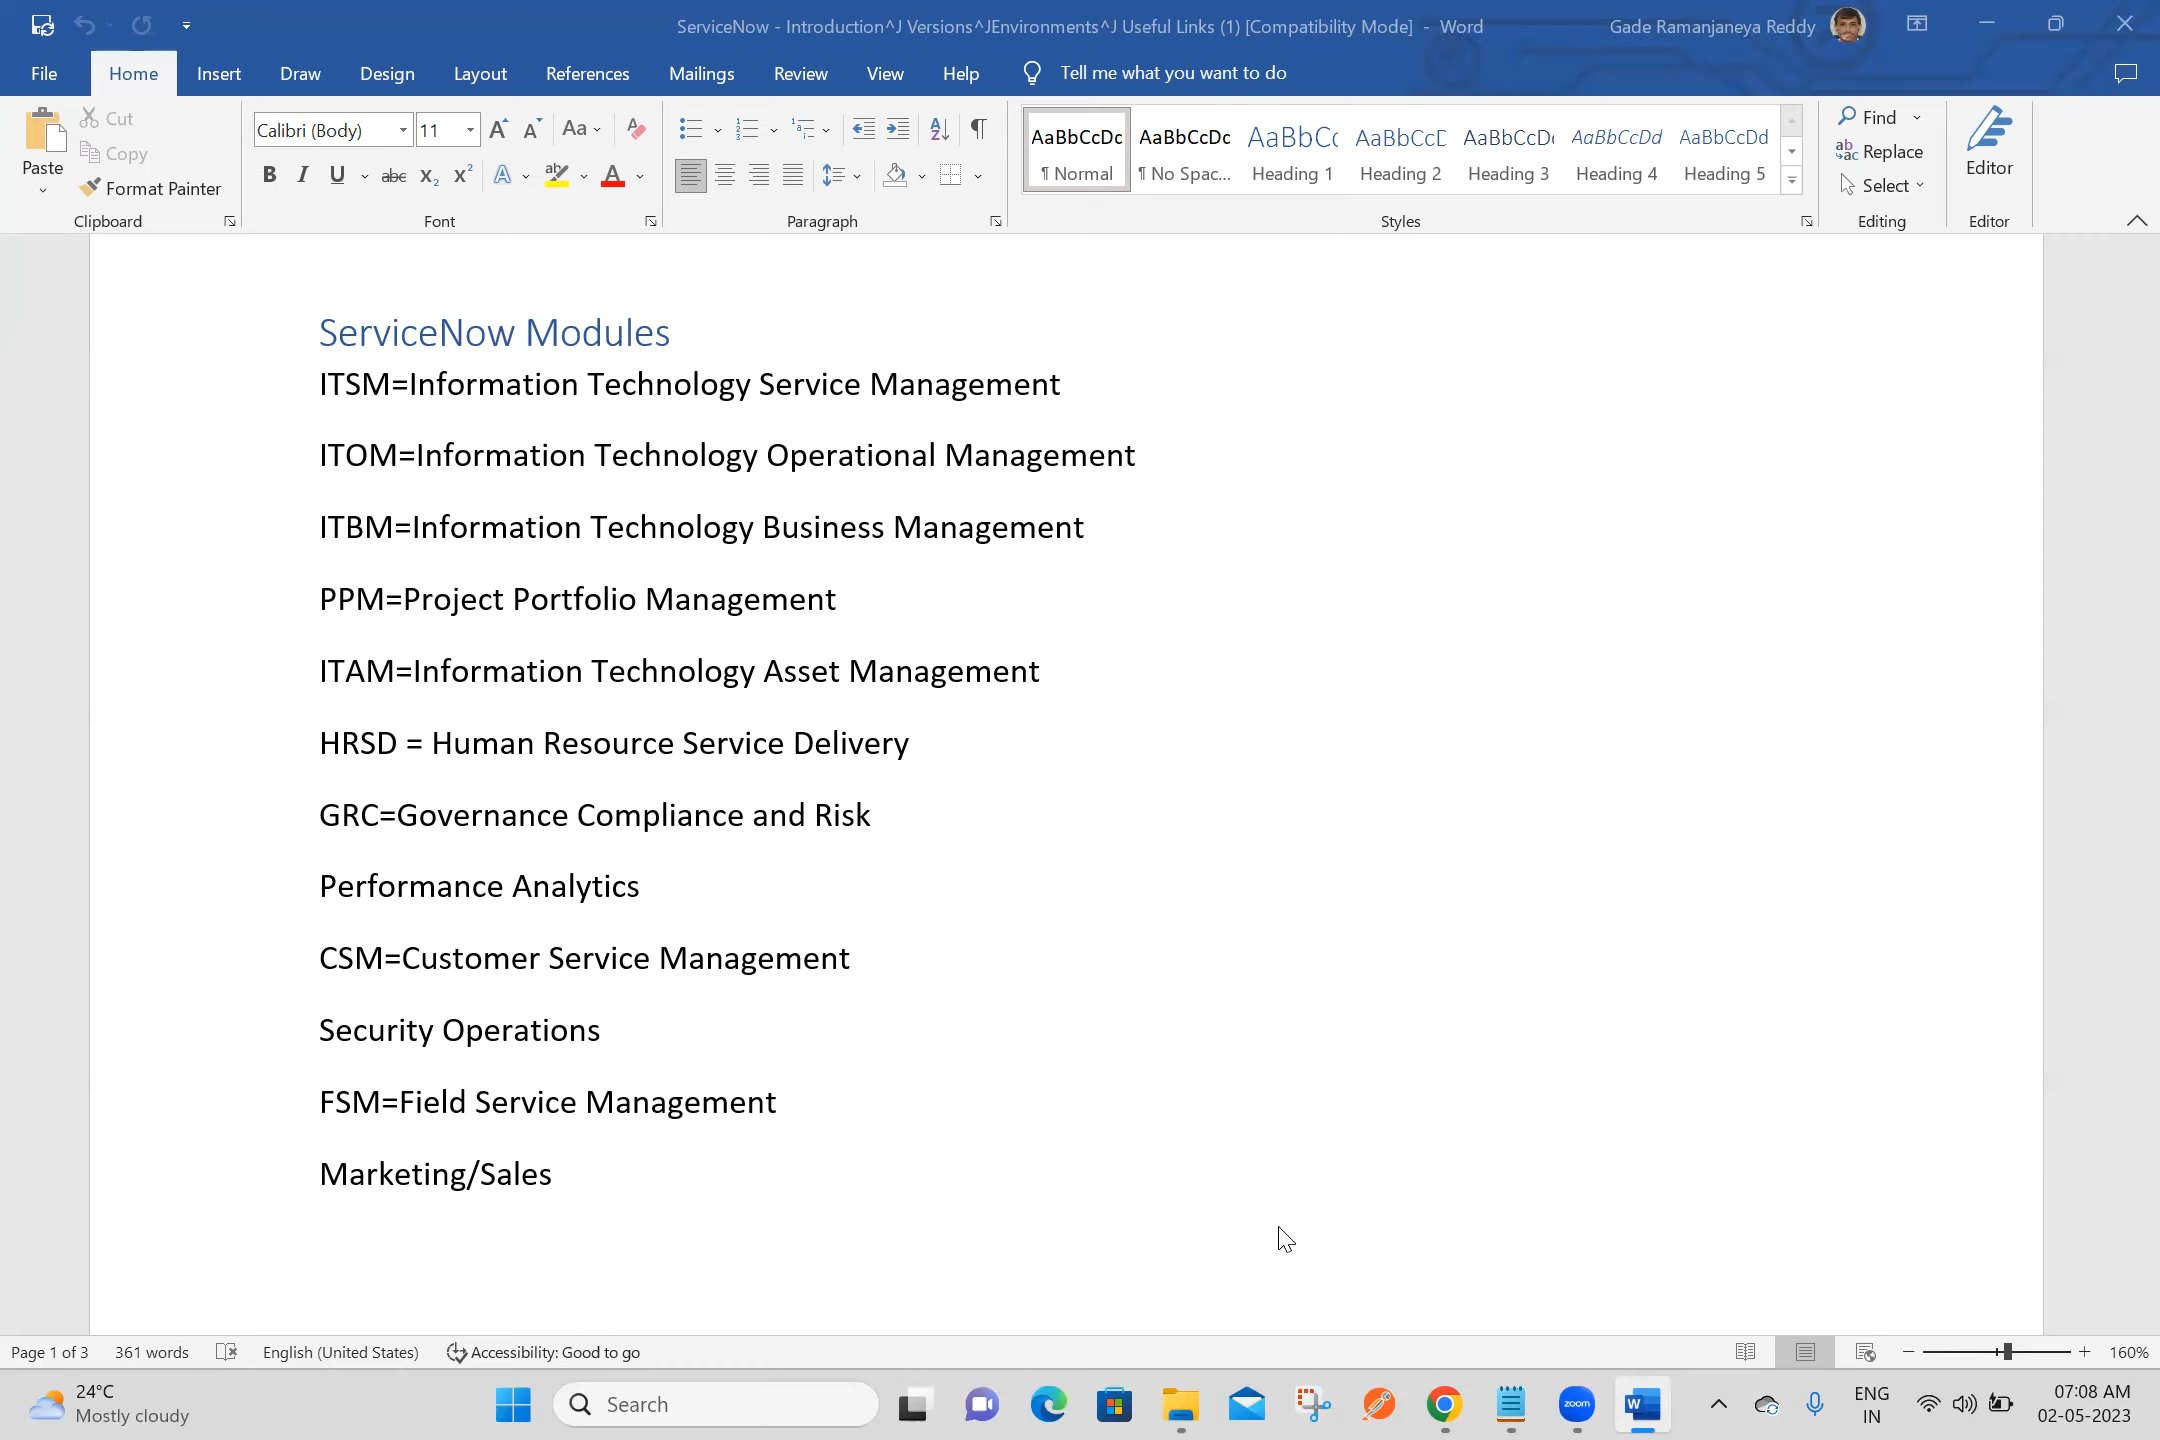 ServiceNow - Introduction^J Versions^JEnvironments^J Useful Links (1) [Compatibility Mode] - Word
Gade Ramanjaneya Reddy
File Home Insert Draw Design Layout References Mailings Review View Help Tell me what you want to do
Paste
Cut
Copy
Format Painter
Clipboard
Calibri (Body) 11
Font
Paragraph
AaBbCcDc AaBbCcDc AaBbCc AaBbCcD AaBbCcD AaBbCcDd AaBbCcDd
¶ Normal ¶ No Spac... Heading 1 Heading 2 Heading 3 Heading 4 Heading 5
Styles
Find
Replace
Select
Editing
Editor
Editor
ServiceNow Modules
ITSM=Information Technology Service Management
ITOM=Information Technology Operational Management
ITBM=Information Technology Business Management
PPM=Project Portfolio Management
ITAM=Information Technology Asset Management
HRSD = Human Resource Service Delivery
GRC=Governance Compliance and Risk
Performance Analytics
CSM=Customer Service Management
Security Operations
FSM=Field Service Management
Marketing/Sales
Page 1 of 3 361 words English (United States) Accessibility: Good to go 160%
24°C
Mostly cloudy
Search
zoom
ENG
IN
07:08 AM
02-05-2023